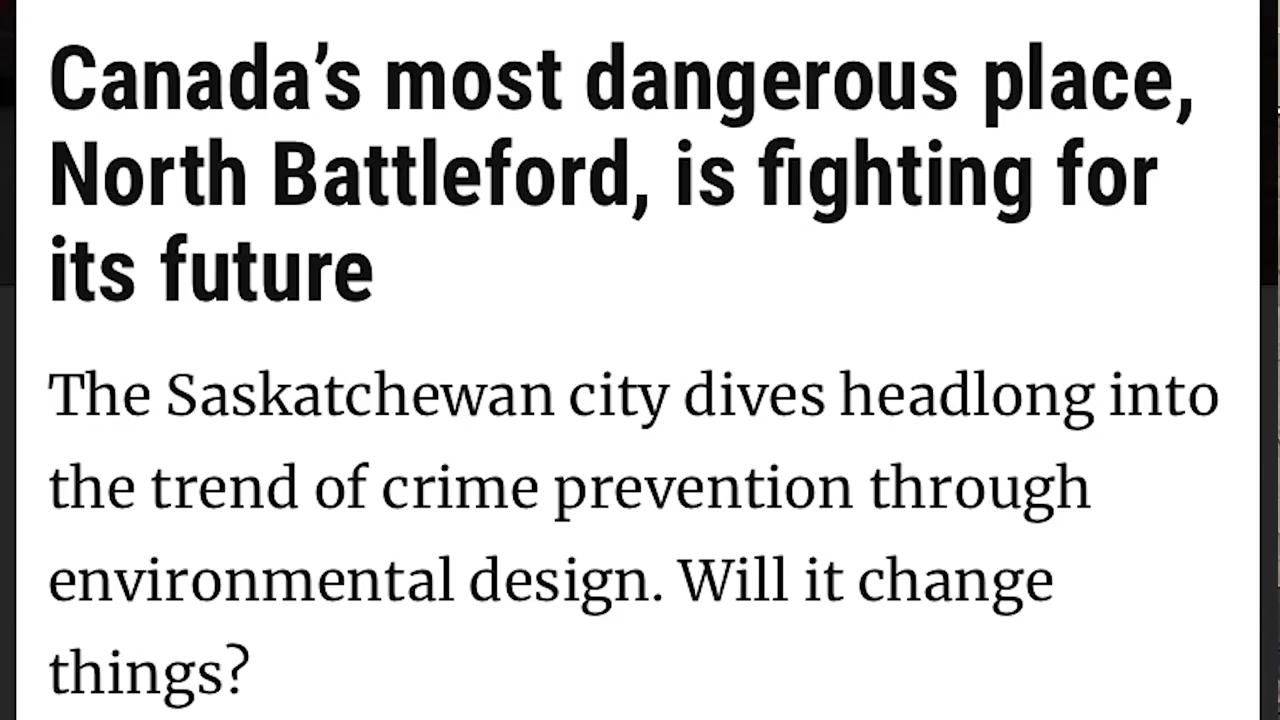 Canada’s most dangerous place,
North Battleford, is fighting for
its future
The Saskatchewan city dives headlong into
the trend of crime prevention through
environmental design. Will it change
things?